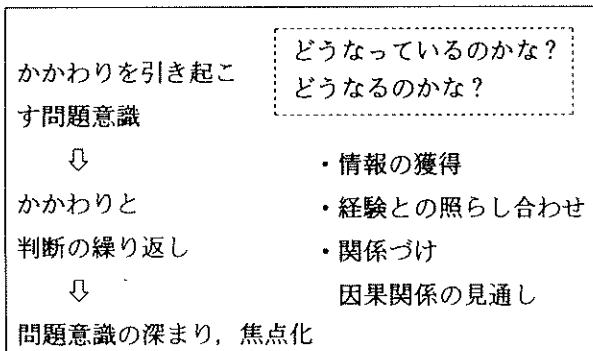 かかわりを引き起こ
す問題意識
⇩
かかわりと
判断の繰り返し
⇩
問題意識の深まり，焦点化
どうなっているのかな？
どうなるのかな？
・情報の獲得
・経験との照らし合わせ
・関係づけ
因果関係の見通し